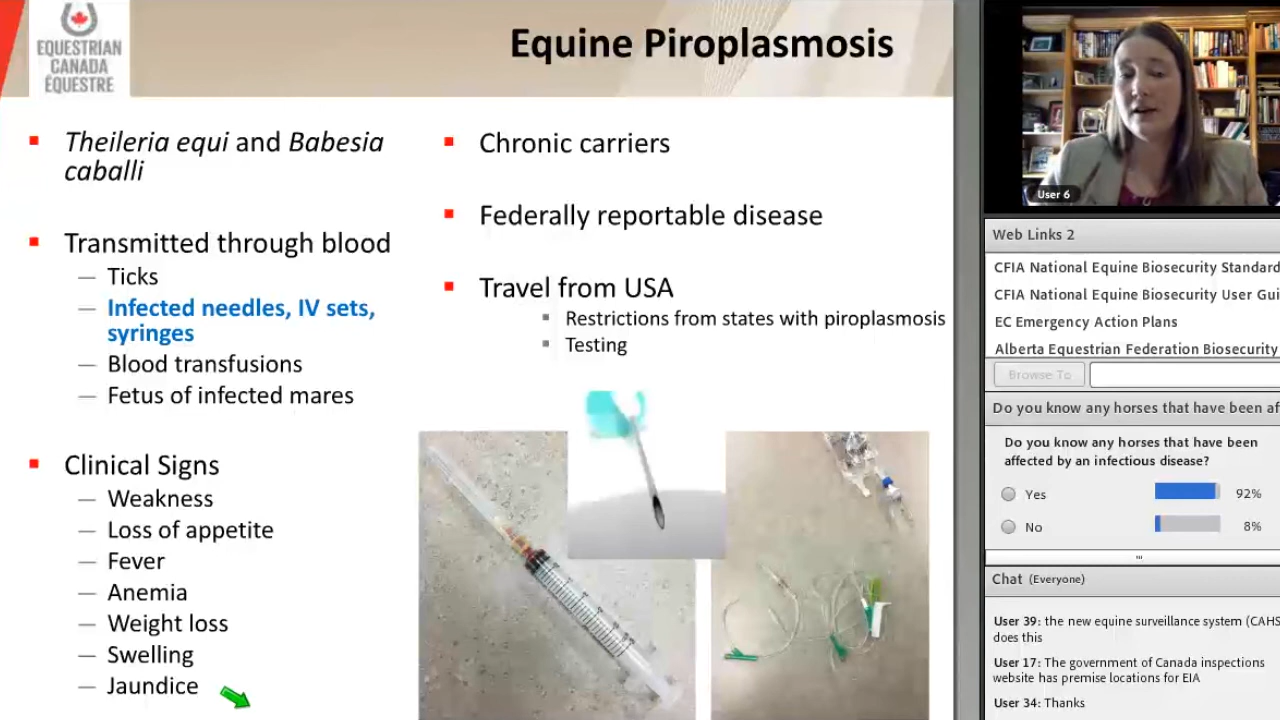 EQUESTRIAN
CANADA
ÉQUESTRE
Equine Piroplasmosis
Theileria equi and Babesia
caballi
Transmitted through blood
— Ticks
— Infected needles, IV sets,
syringes
— Blood transfusions
— Fetus of infected mares
Clinical Signs
— Weakness
— Loss of appetite
— Fever
— Anemia
— Weight loss
— Swelling
— Jaundice
Chronic carriers
Federally reportable disease
Travel from USA
Restrictions from states with piroplasmosis
Testing
User 6
Web Links 2
CFIA National Equine Biosecurity Standard
CFIA National Equine Biosecurity User Gui
EC Emergency Action Plans
Alberta Equestrian Federation Biosecurity
Browse To
Do you know any horses that have been af
Do you know any horses that have been
affected by an infectious disease?
Yes 92%
No 8%
Chat (Everyone)
User 39: the new equine surveillance system (CAHS
does this
User 17: The government of Canada inspections
website has premise locations for EIA
User 34: Thanks